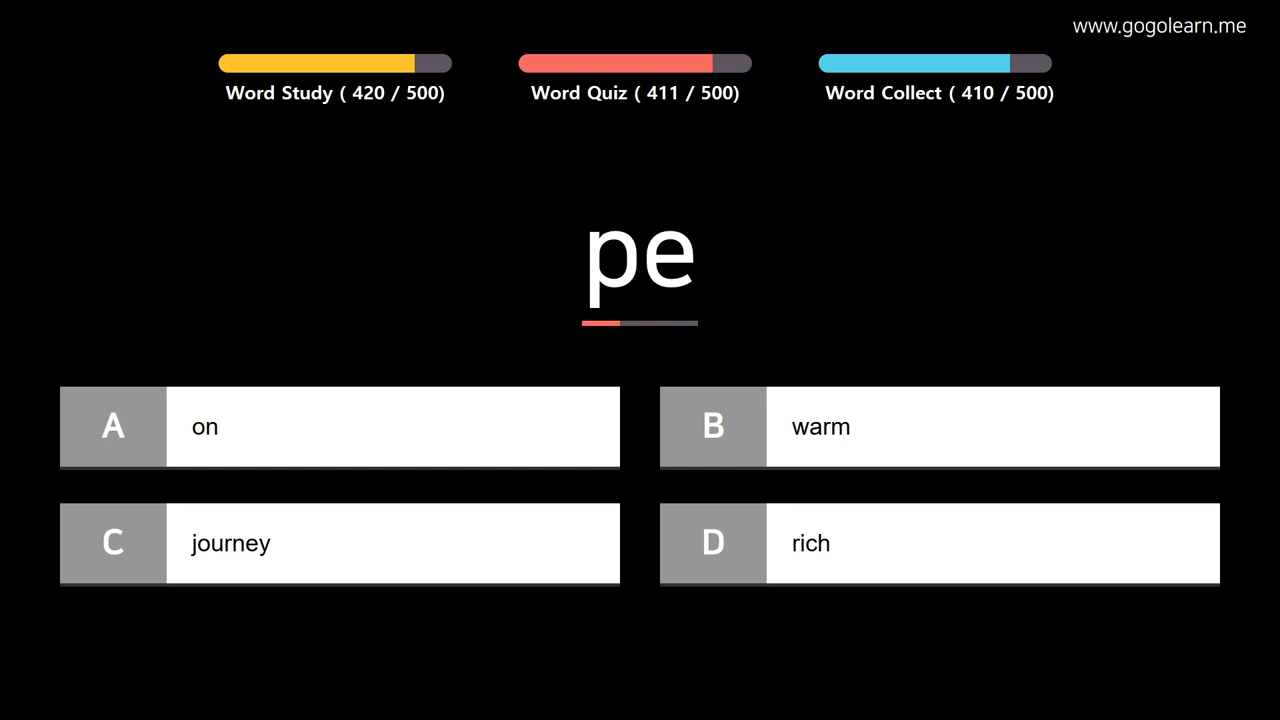 www.gogolearn.me
Word Study ( 420 / 500)
Word Quiz ( 411 / 500)
Word Collect ( 410 / 500)
pe
A on
B warm
C journey
D rich